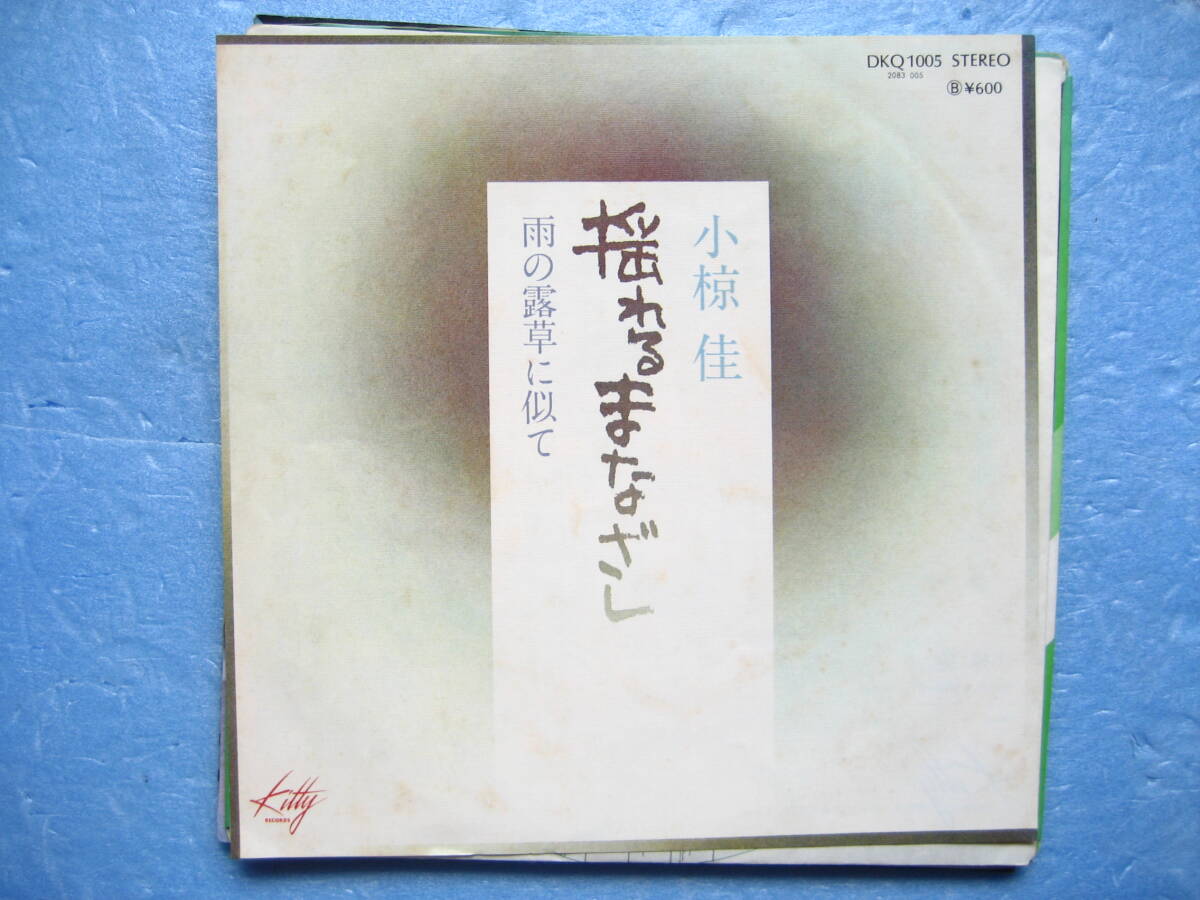 DKQ1005 STEREO
2083 005
Ⓑ¥600
小椋 佳
揺れるまなざし
雨の露草に似て
Kitty
RECORDS